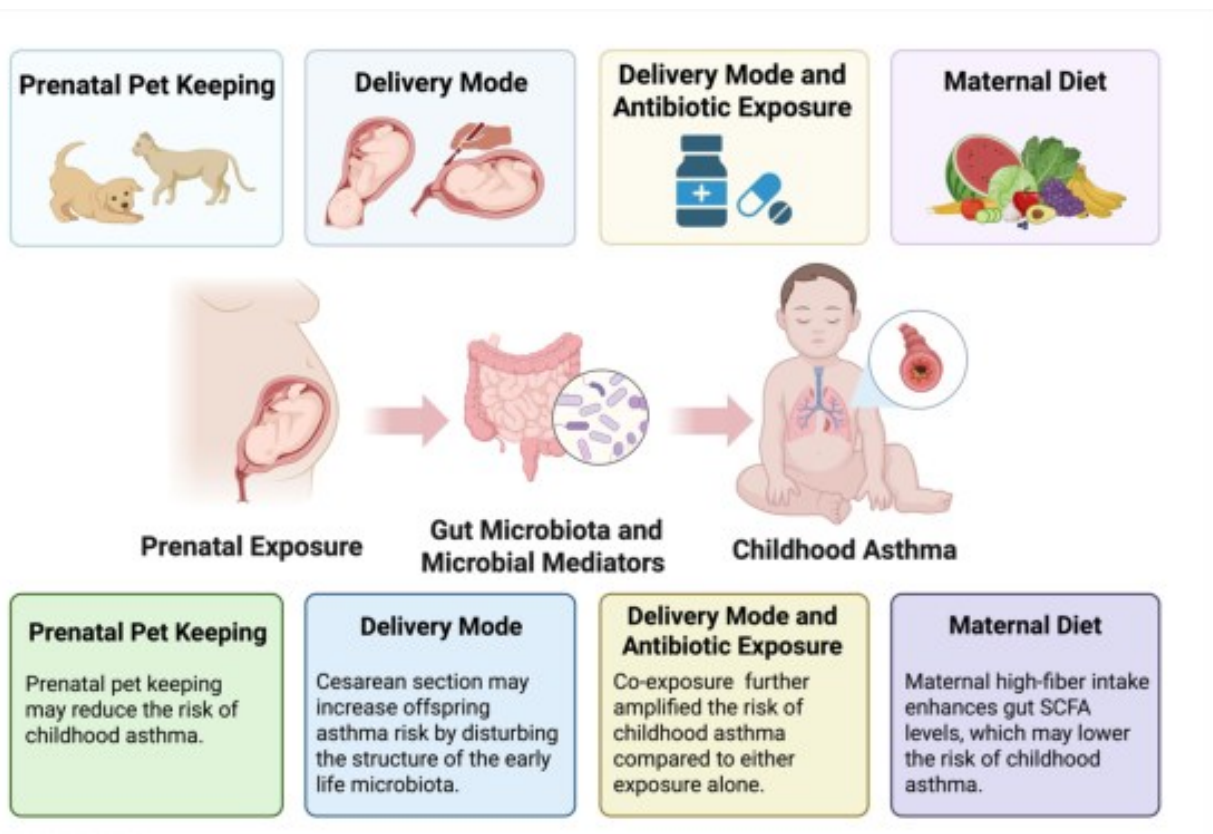 Prenatal Pet Keeping
Delivery Mode
Delivery Mode and
Antibiotic Exposure
Maternal Diet
Prenatal Exposure
Gut Microbiota and
Microbial Mediators
Childhood Asthma
Prenatal Pet Keeping
Prenatal pet keeping
may reduce the risk of
childhood asthma.
Delivery Mode
Cesarean section may
increase offspring
asthma risk by disturbing
the structure of the early
life microbiota.
Delivery Mode and
Antibiotic Exposure
Co-exposure further
amplified the risk of
childhood asthma
compared to either
exposure alone.
Maternal Diet
Maternal high-fiber intake
enhances gut SCFA
levels, which may lower
the risk of childhood
asthma.